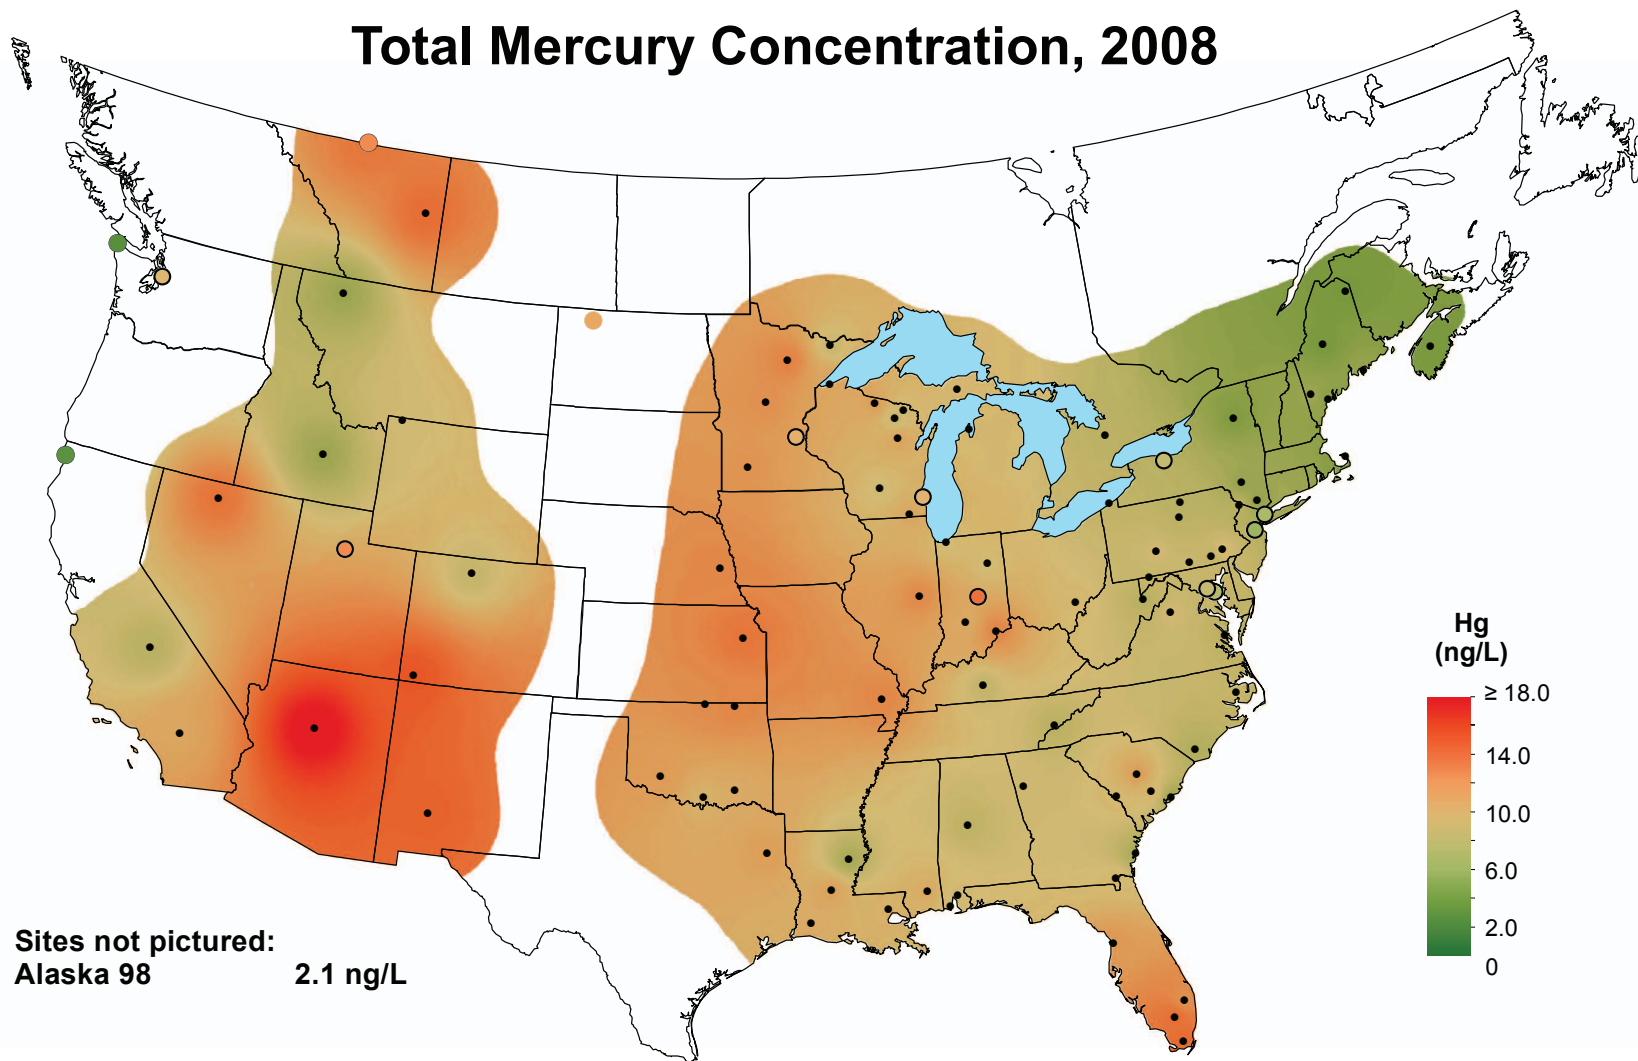 Total Mercury Concentration, 2008
Hg
(ng/L)
≥ 18.0
14.0
10.0
6.0
2.0
0
Sites not pictured:
Alaska 98 2.1 ng/L